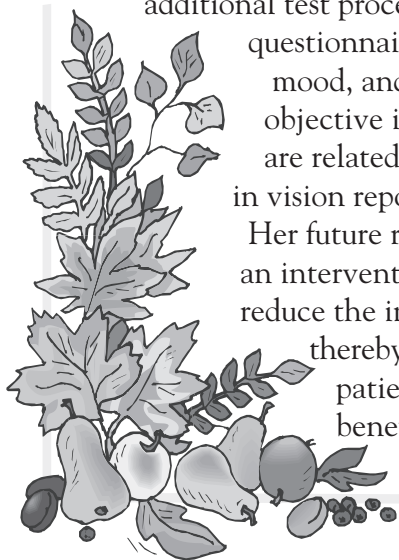 additional test proce
questionnai
mood, and
objective i
are related
in vision repo
Her future r
an intervent
reduce the in
thereby
patie
bene